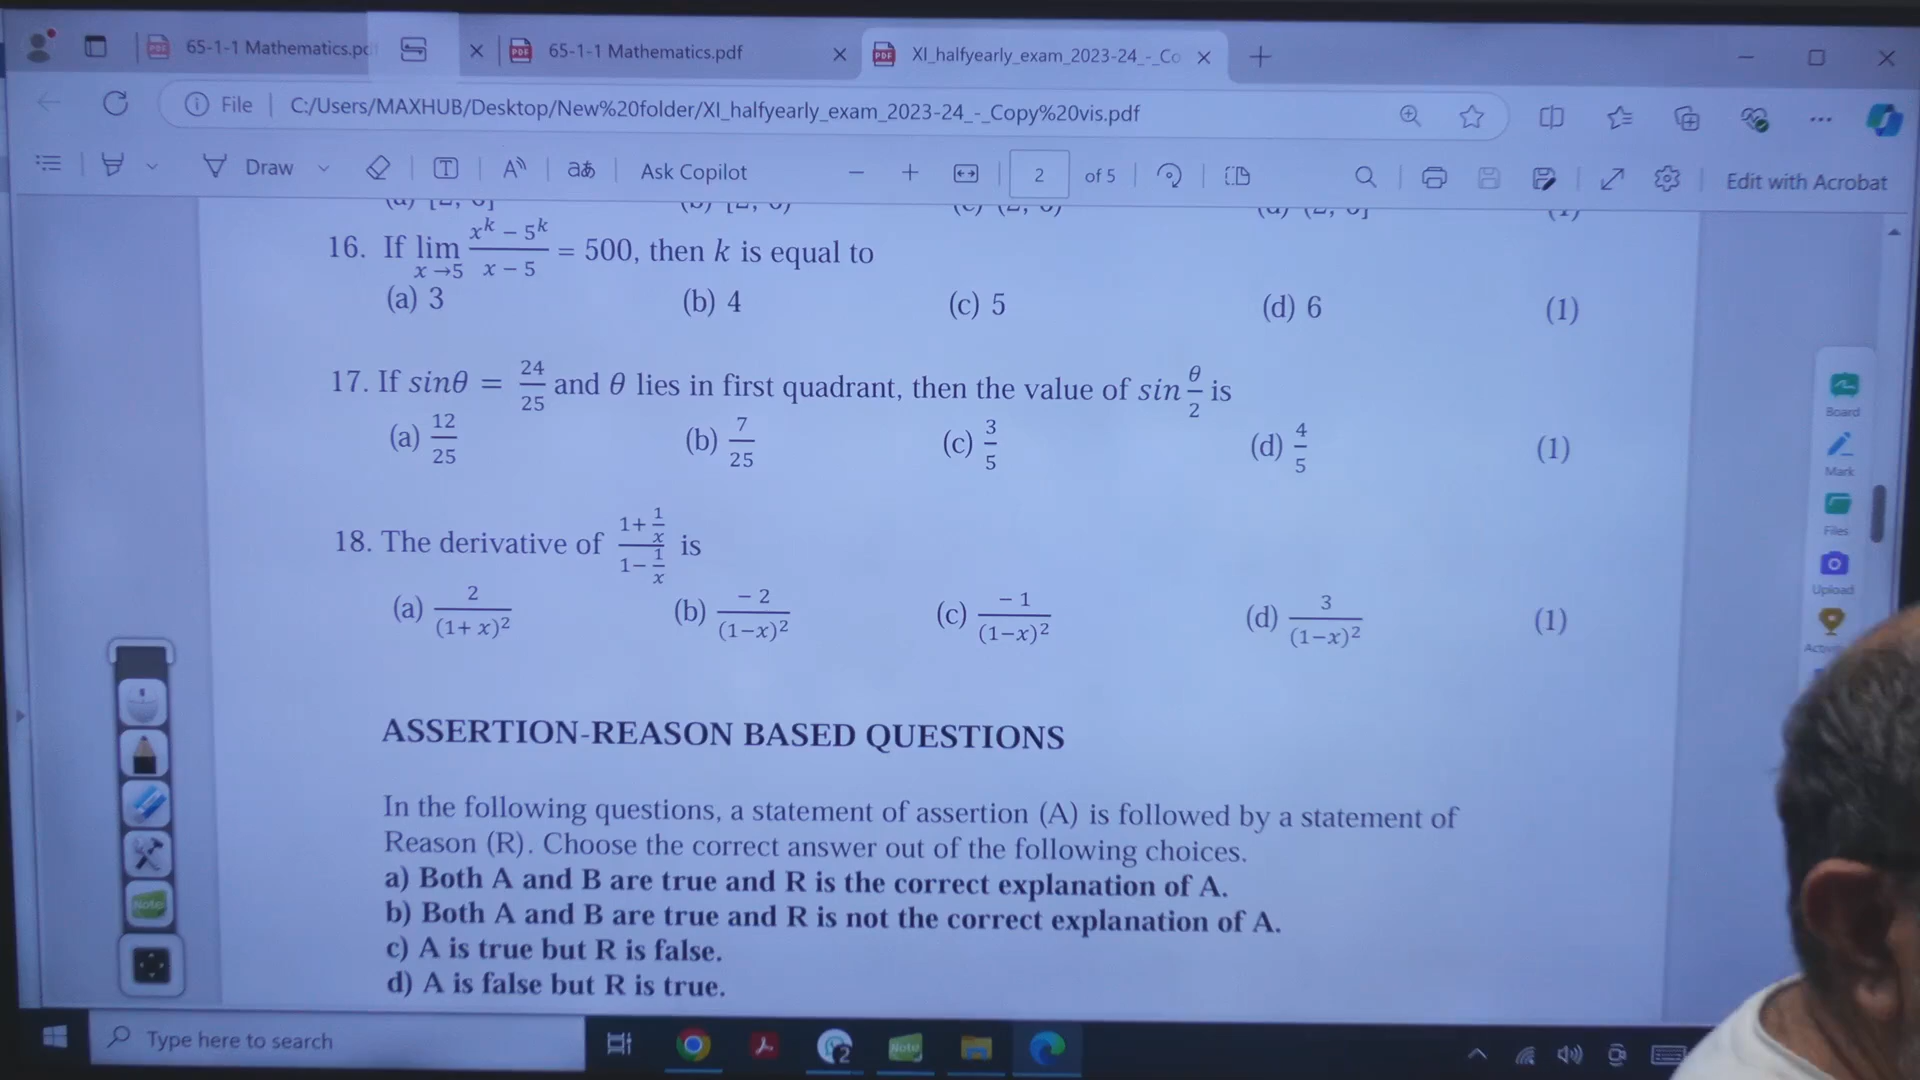 65-1-1 Mathematics.pd
65-1-1 Mathematics.pdf
XI_halfyearly_exam_2023-24_-_Co
File
C:/Users/MAXHUB/Desktop/New%20folder/XI_halfyearly_exam_2023-24_-_Copy%20vis.pdf
Draw
Ask Copilot
2 of 5
Edit with Acrobat
16. If lim x→5 (x^k − 5^k)/(x − 5) = 500, then k is equal to
(a) 3 (b) 4 (c) 5 (d) 6 (1)
17. If sinθ = 24/25 and θ lies in first quadrant, then the value of sin θ/2 is
(a) 12/25 (b) 7/25 (c) 3/5 (d) 4/5 (1)
18. The derivative of (1+ 1/x)/(1− 1/x) is
(a) 2/(1+ x)² (b) − 2/(1−x)² (c) − 1/(1−x)² (d) 3/(1−x)² (1)
ASSERTION-REASON BASED QUESTIONS
In the following questions, a statement of assertion (A) is followed by a statement of
Reason (R). Choose the correct answer out of the following choices.
a) Both A and B are true and R is the correct explanation of A.
b) Both A and B are true and R is not the correct explanation of A.
c) A is true but R is false.
d) A is false but R is true.
Board
Mark
Files
Upload
Note
Type here to search
2
Note